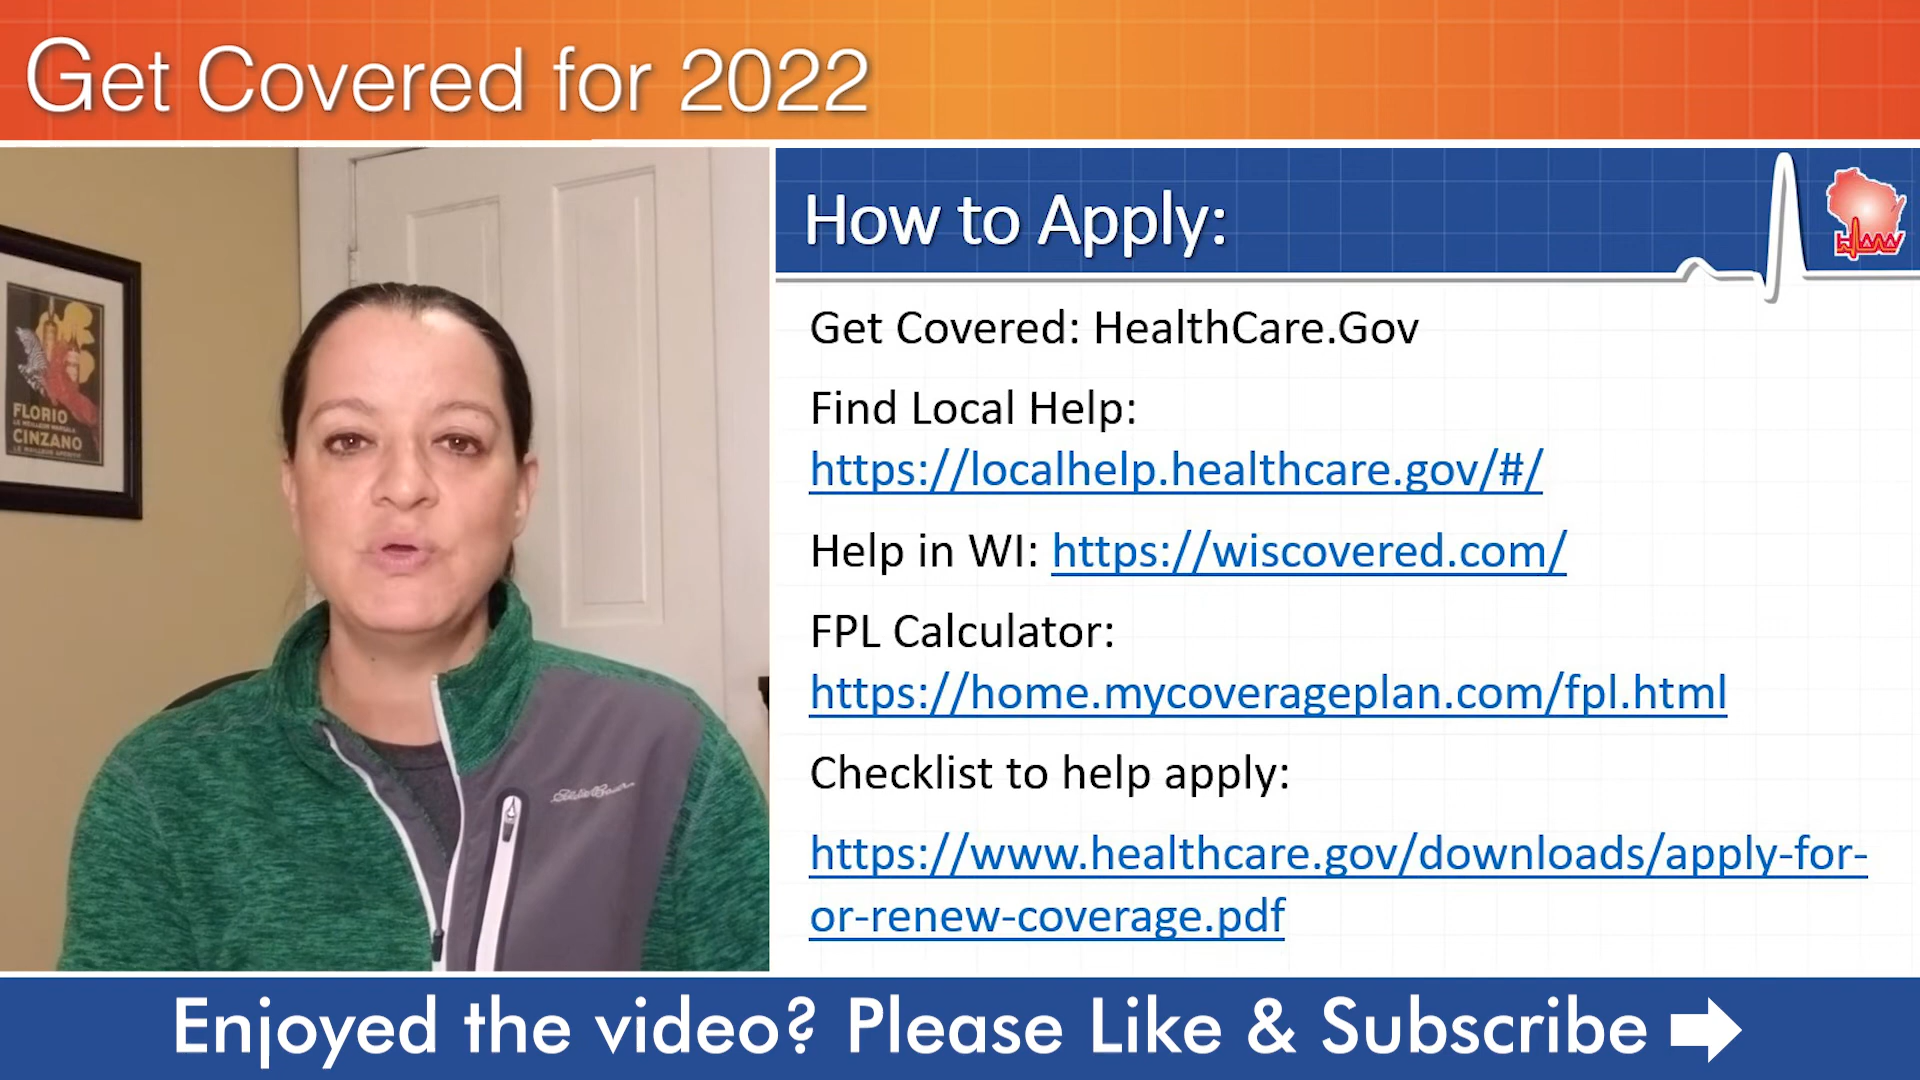 Get Covered for 2022
FLORIO
CINZANO
Eddie Bauer
How to Apply:
Get Covered: HealthCare.Gov
Find Local Help:
https://localhelp.healthcare.gov/#/
Help in WI: https://wiscovered.com/
FPL Calculator:
https://home.mycoverageplan.com/fpl.html
Checklist to help apply:
https://www.healthcare.gov/downloads/apply-for-
or-renew-coverage.pdf
Enjoyed the video? Please Like & Subscribe